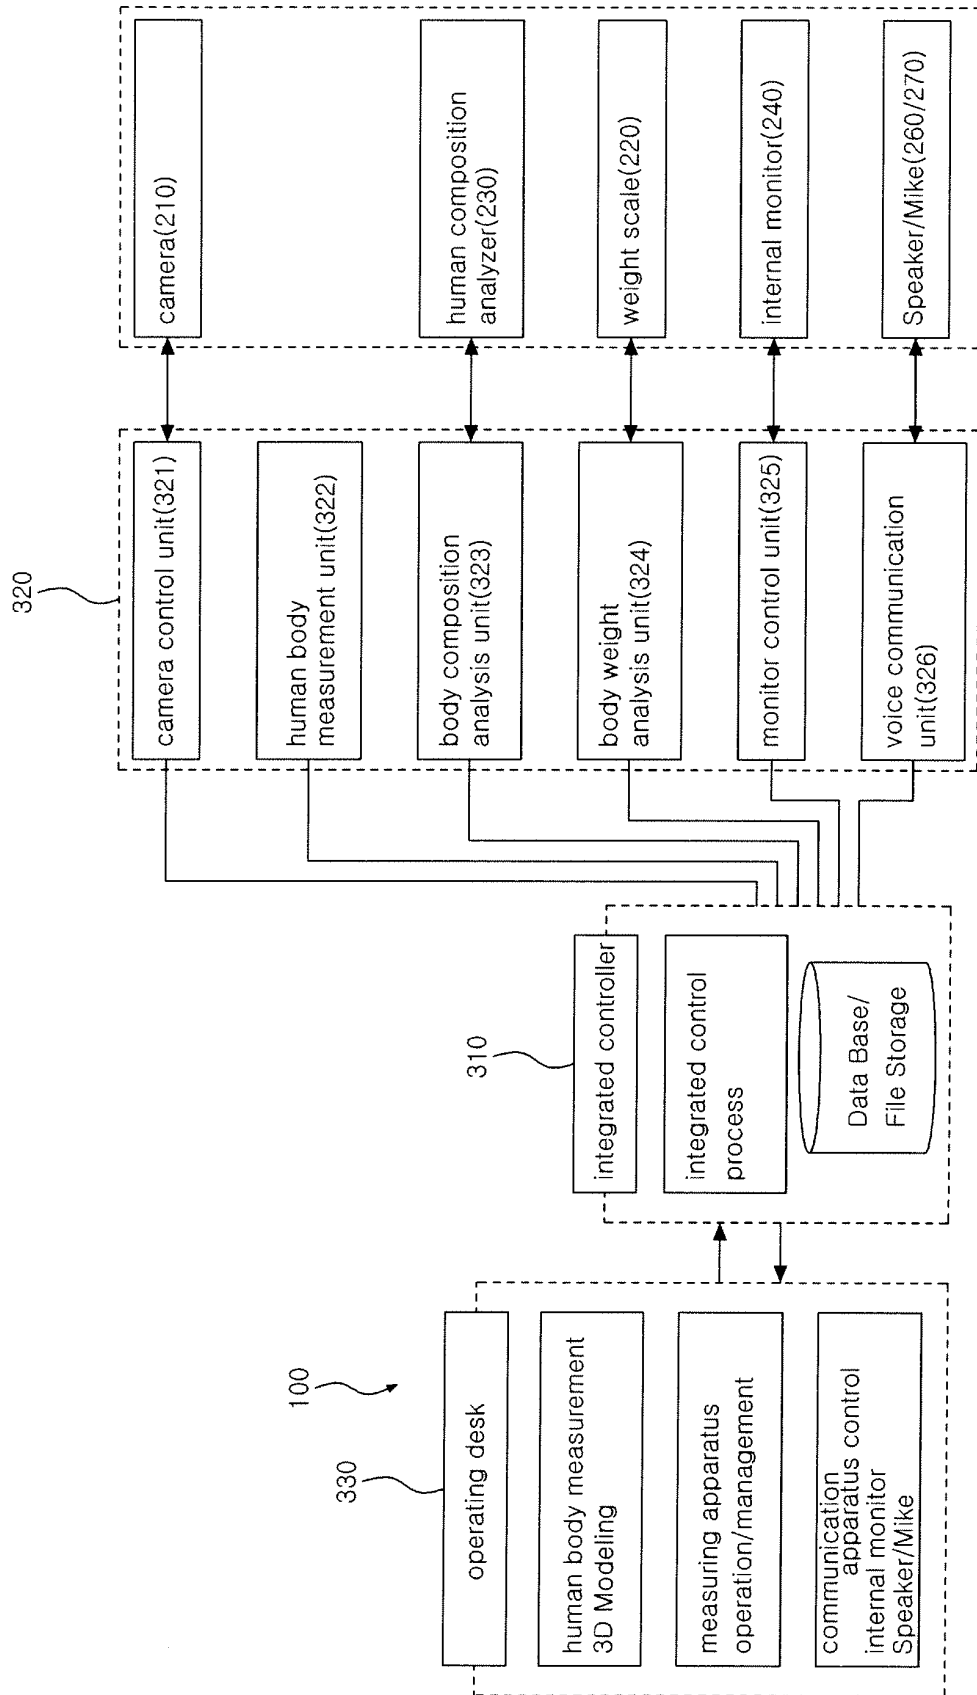 100
330
operating desk
human body measurement
3D Modeling
measuring apparatus
operation/management
communication
apparatus control
internal monitor
Speaker/Mike
310
integrated controller
integrated control
process
Data Base/
File Storage
320
camera control unit(321)
human body
measurement unit(322)
body composition
analysis unit(323)
body weight
analysis unit(324)
monitor control unit(325)
voice communication
unit(326)
camera(210)
human composition
analyzer(230)
weight scale(220)
internal monitor(240)
Speaker/Mike(260/270)